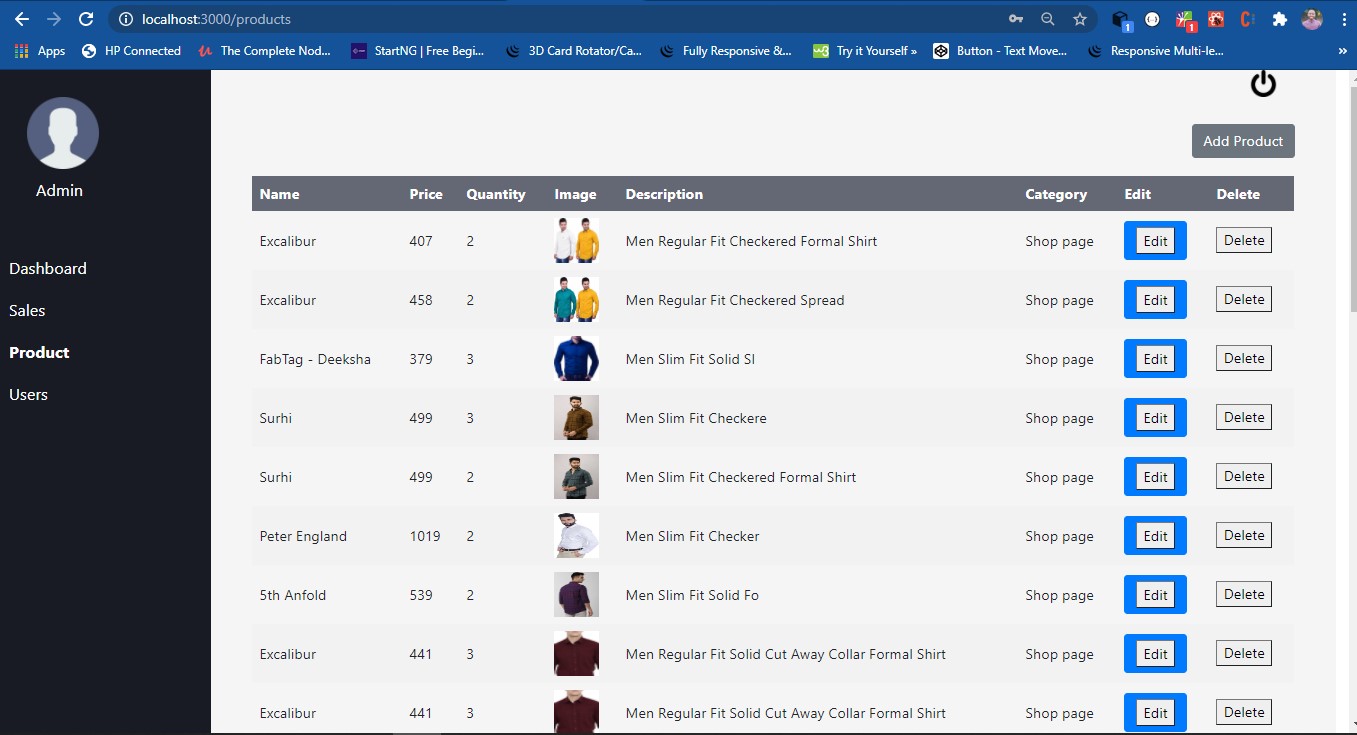 localhost:3000/products
1 1
Apps HP Connected The Complete Nod... StartNG | Free Begi... 3D Card Rotator/Ca... Fully Responsive &... Try it Yourself » Button - Text Move... Responsive Multi-le... »
Admin
Dashboard
Sales
Product
Users
Add Product
Name Price Quantity Image Description Category Edit Delete
Excalibur 407 2 Men Regular Fit Checkered Formal Shirt Shop page Edit Delete
Excalibur 458 2 Men Regular Fit Checkered Spread Shop page Edit Delete
FabTag - Deeksha 379 3 Men Slim Fit Solid Sl Shop page Edit Delete
Surhi 499 3 Men Slim Fit Checkere Shop page Edit Delete
Surhi 499 2 Men Slim Fit Checkered Formal Shirt Shop page Edit Delete
Peter England 1019 2 Men Slim Fit Checker Shop page Edit Delete
5th Anfold 539 2 Men Slim Fit Solid Fo Shop page Edit Delete
Excalibur 441 3 Men Regular Fit Solid Cut Away Collar Formal Shirt Shop page Edit Delete
Excalibur 441 3 Men Regular Fit Solid Cut Away Collar Formal Shirt Shop page Edit Delete